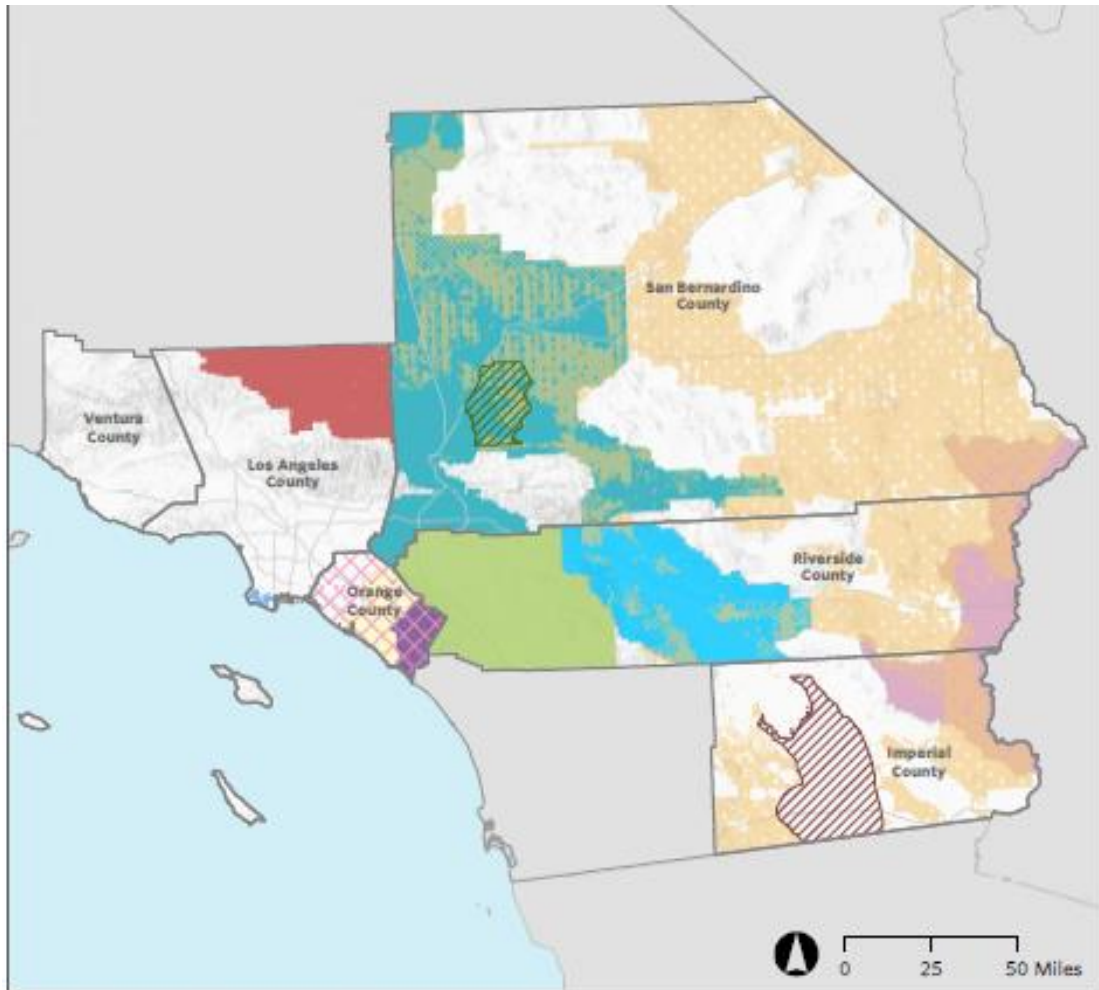 San Bernardino
County
Ventura
County
Los Angeles
County
Orange
County
Riverside
County
Imperial
County
0 25 50 Miles